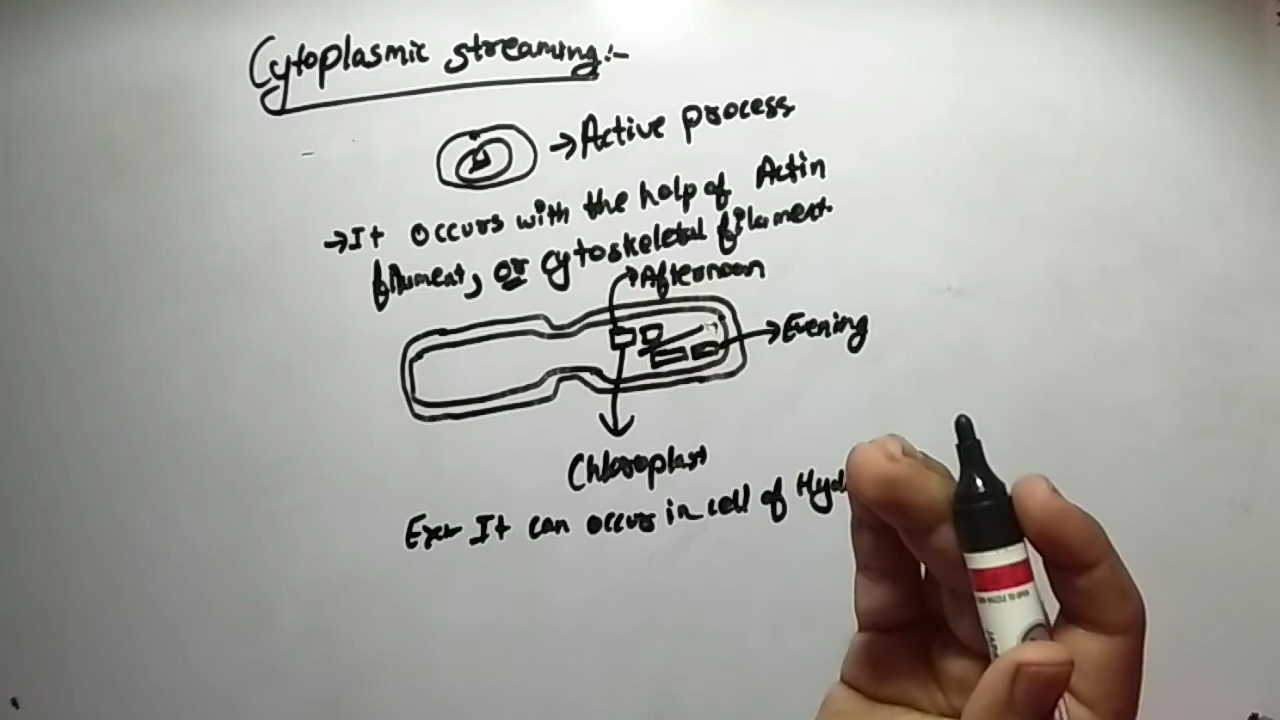 Cytoplasmic streaming:-
→Active process
→It occurs with the help of Actin
filament, or cytoskeletal filament.
Afternoon
Evening
Chloroplast
It can occurs in cell of Hyd